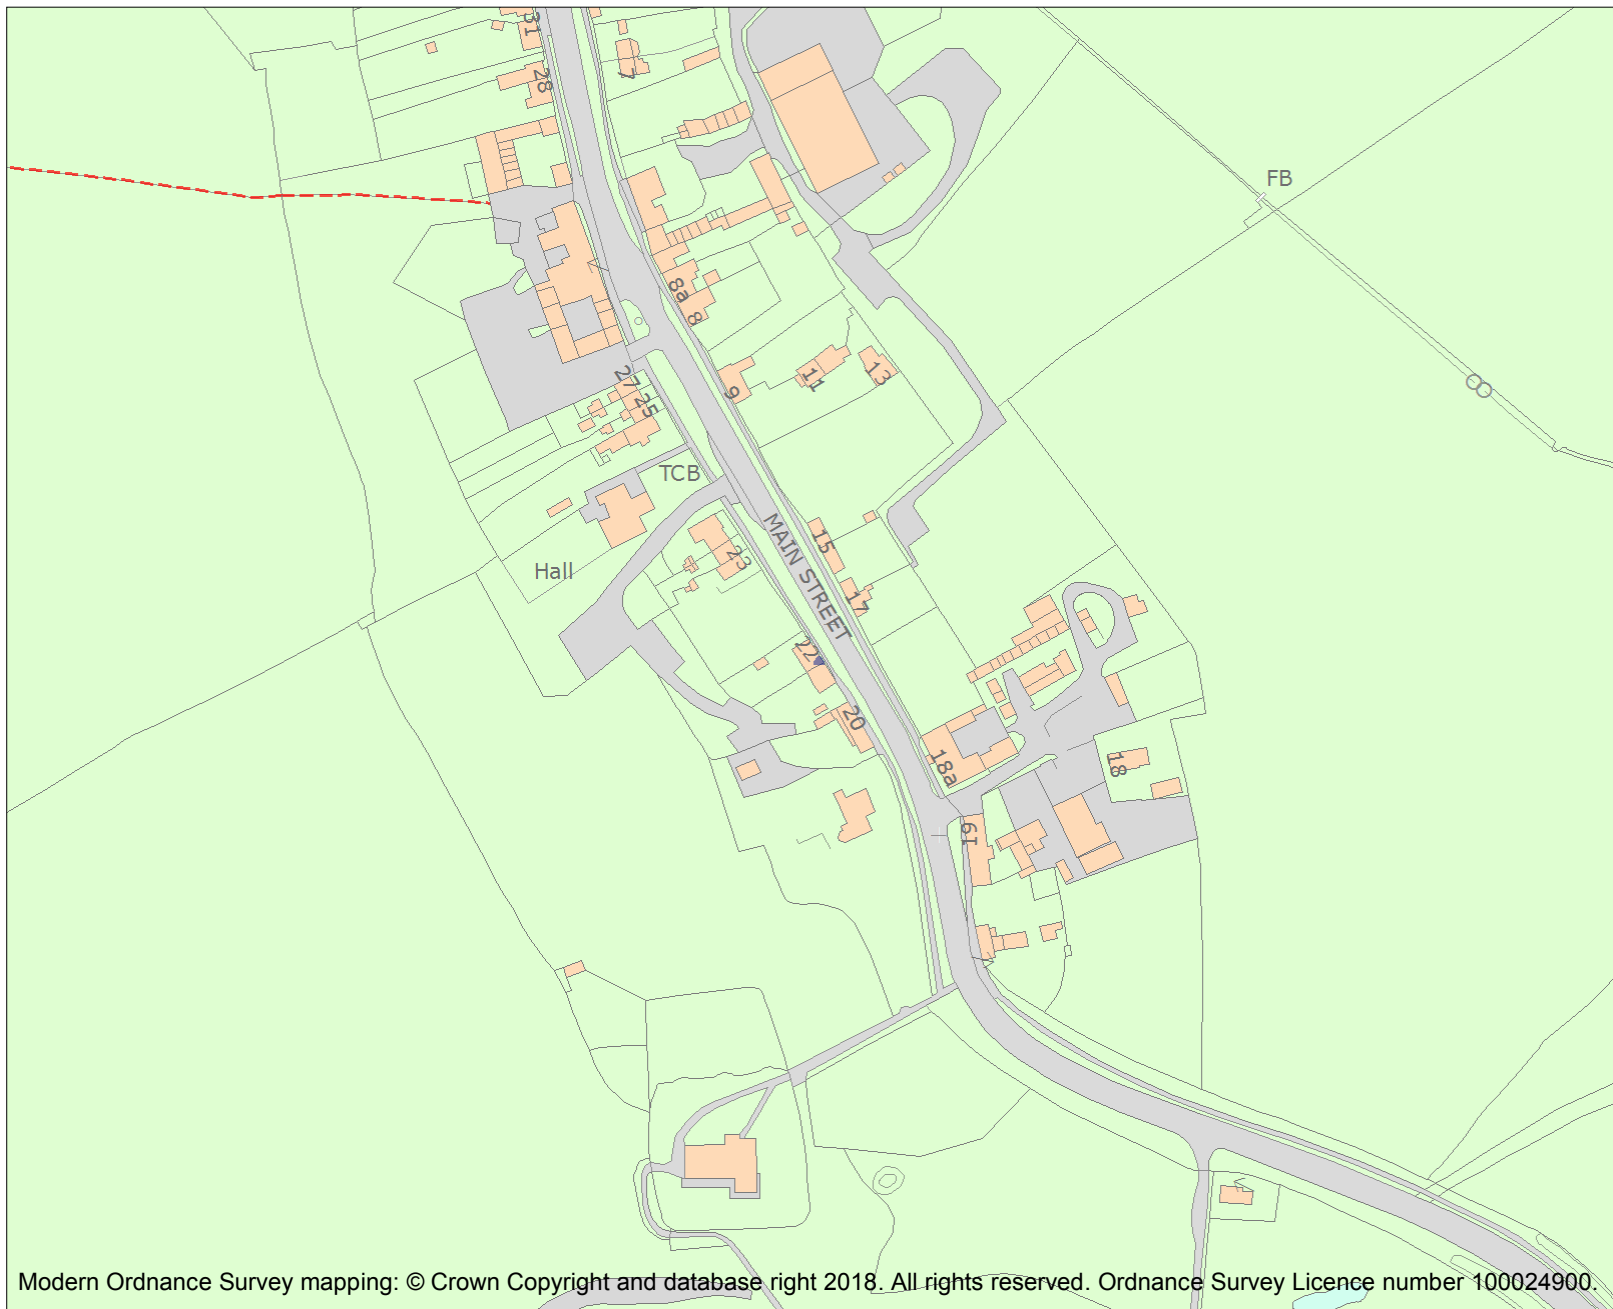 31
7
28
FB
8a
8
27
25
9
11
13
TCB
MAIN STREET
15
23
Hall
17
22
20
18a
18
19
Modern Ordnance Survey mapping: © Crown Copyright and database right 2018. All rights reserved. Ordnance Survey Licence number 100024900.